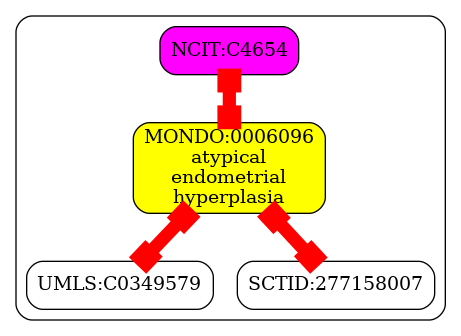 NCIT:C4654
MONDO:0006096
atypical
endometrial
hyperplasia
UMLS:C0349579
SCTID:277158007